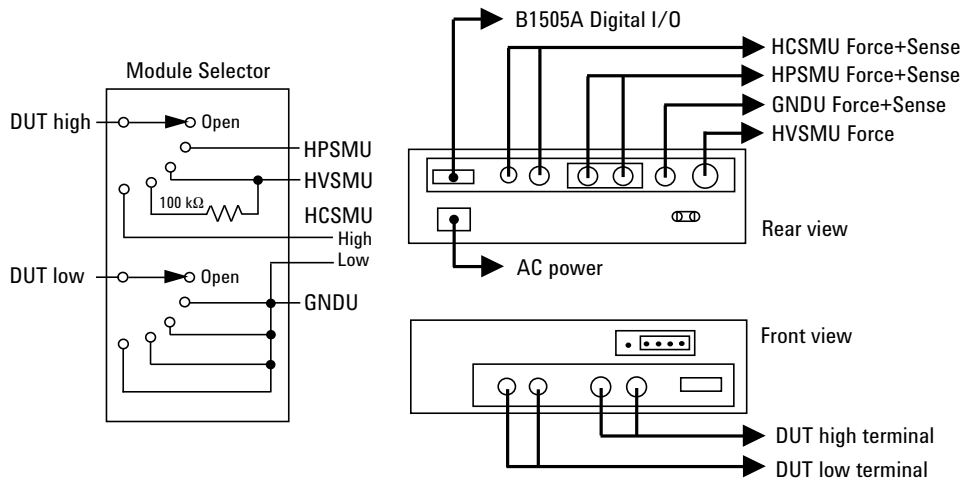 Module Selector
DUT high
Open
HPSMU
HVSMU
100 kΩ
HCSMU
High
Low
DUT low
Open
GNDU
B1505A Digital I/O
HCSMU Force+Sense
HPSMU Force+Sense
GNDU Force+Sense
HVSMU Force
Rear view
AC power
Front view
DUT high terminal
DUT low terminal